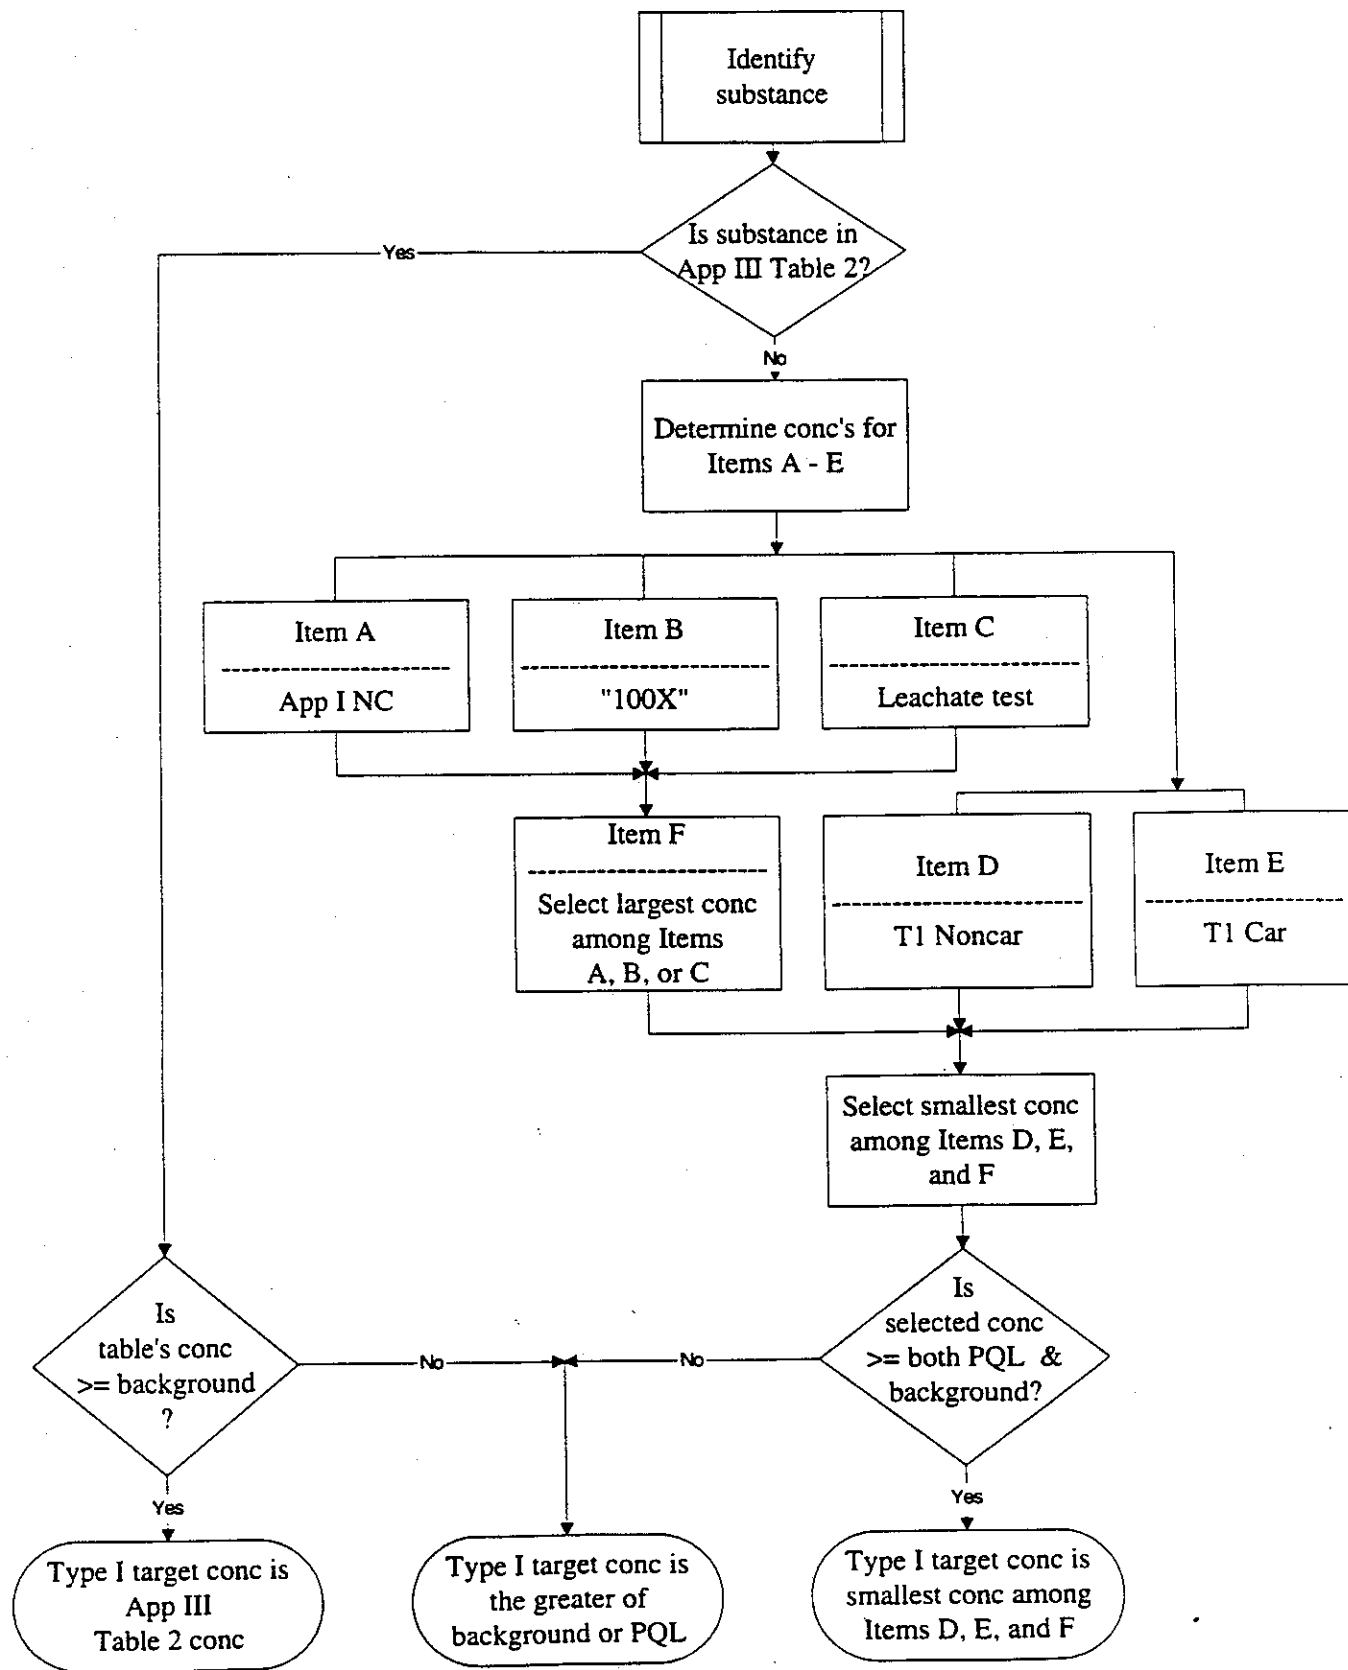 Identify
substance
Is substance in
App III Table 2?
Yes
No
Determine conc's for
Items A - E
Item A
App I NC
Item B
"100X"
Item C
Leachate test
Item F
Select largest conc
among Items
A, B, or C
Item D
T1 Noncar
Item E
T1 Car
Select smallest conc
among Items D, E,
and F
Is
table's conc
>= background
?
No
No
Is
selected conc
>= both PQL &
background?
Yes
Yes
Type I target conc is
App III
Table 2 conc
Type I target conc is
the greater of
background or PQL
Type I target conc is
smallest conc among
Items D, E, and F